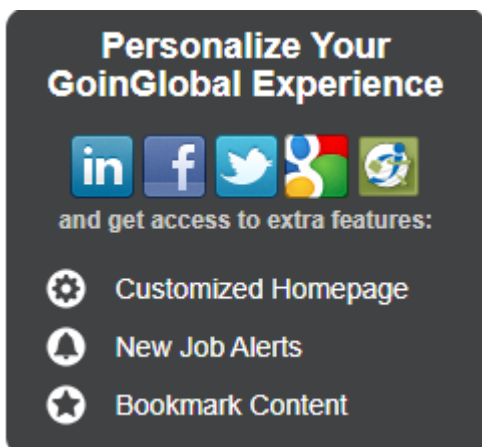 Personalize Your
GoinGlobal Experience
in f g
and get access to extra features:
Customized Homepage
New Job Alerts
Bookmark Content